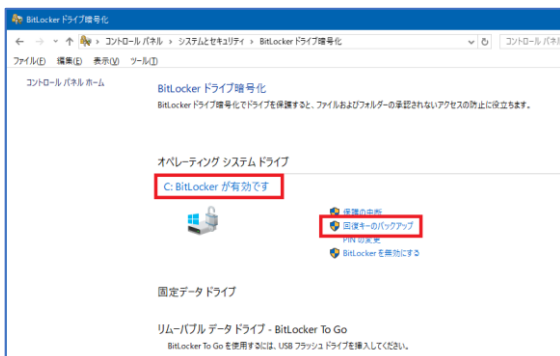 BitLocker ドライブ暗号化
コントロール パネル › システムとセキュリティ › BitLocker ドライブ暗号化
コントロール パネ
ファイル(F) 編集(E) 表示(V) ツール(T)
コントロール パネル ホーム
BitLocker ドライブ暗号化
BitLocker ドライブ暗号化でドライブを保護すると、ファイルおよびフォルダーの承認されないアクセスの防止に役立ちます。
オペレーティング システム ドライブ
C: BitLocker が有効です
保護の中断
回復キーのバックアップ
PIN の変更
BitLocker を無効にする
固定データ ドライブ
リムーバブル データ ドライブ - BitLocker To Go
BitLocker To Go を使用するには、USB フラッシュ ドライブを挿入してください。